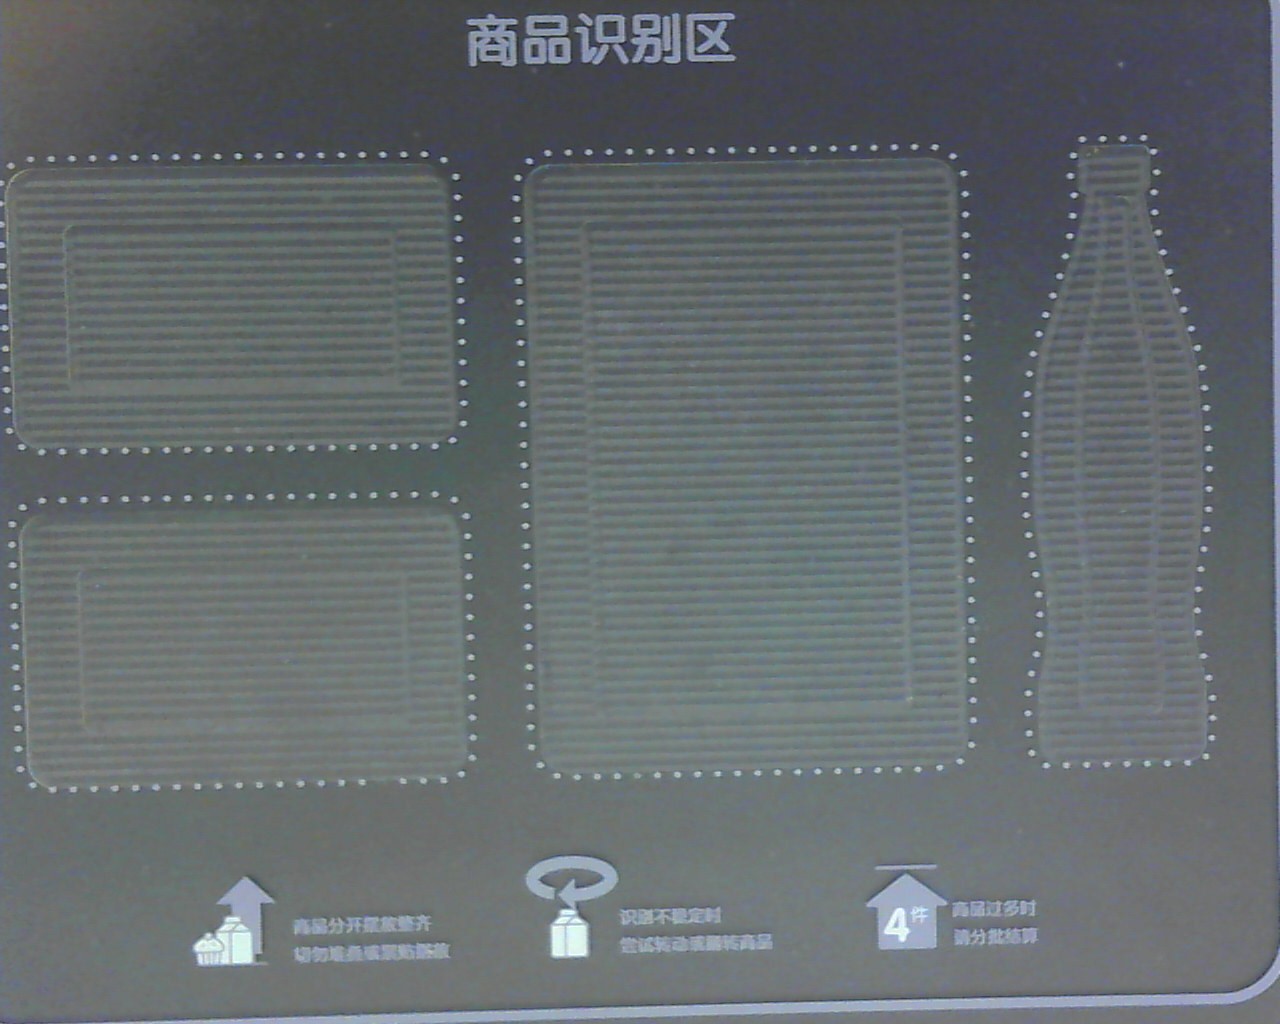 商品识别区
商品分开摆放整齐
切勿堆叠或紧贴摆放
识别不稳定时
尝试转动或翻转商品
4件
商品过多时
请分批结算